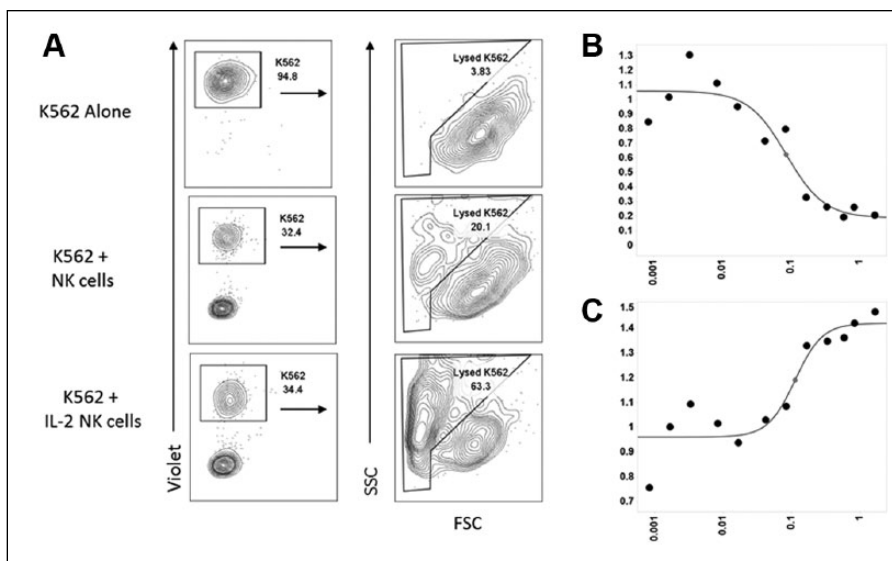 A
K562 Alone
K562
94.8
Lysed K562
3.83
K562 +
NK cells
K562
32.4
Lysed K562
20.1
K562 +
IL-2 NK cells
K562
34.4
Lysed K562
63.3
Violet
SSC
FSC
B
1.3
1.2
1.1
1
0.9
0.8
0.7
0.6
0.5
0.4
0.3
0.2
0.1
0
0.001
0.01
0.1
1
C
1.5
1.4
1.3
1.2
1.1
1
0.9
0.8
0.7
0.001
0.01
0.1
1